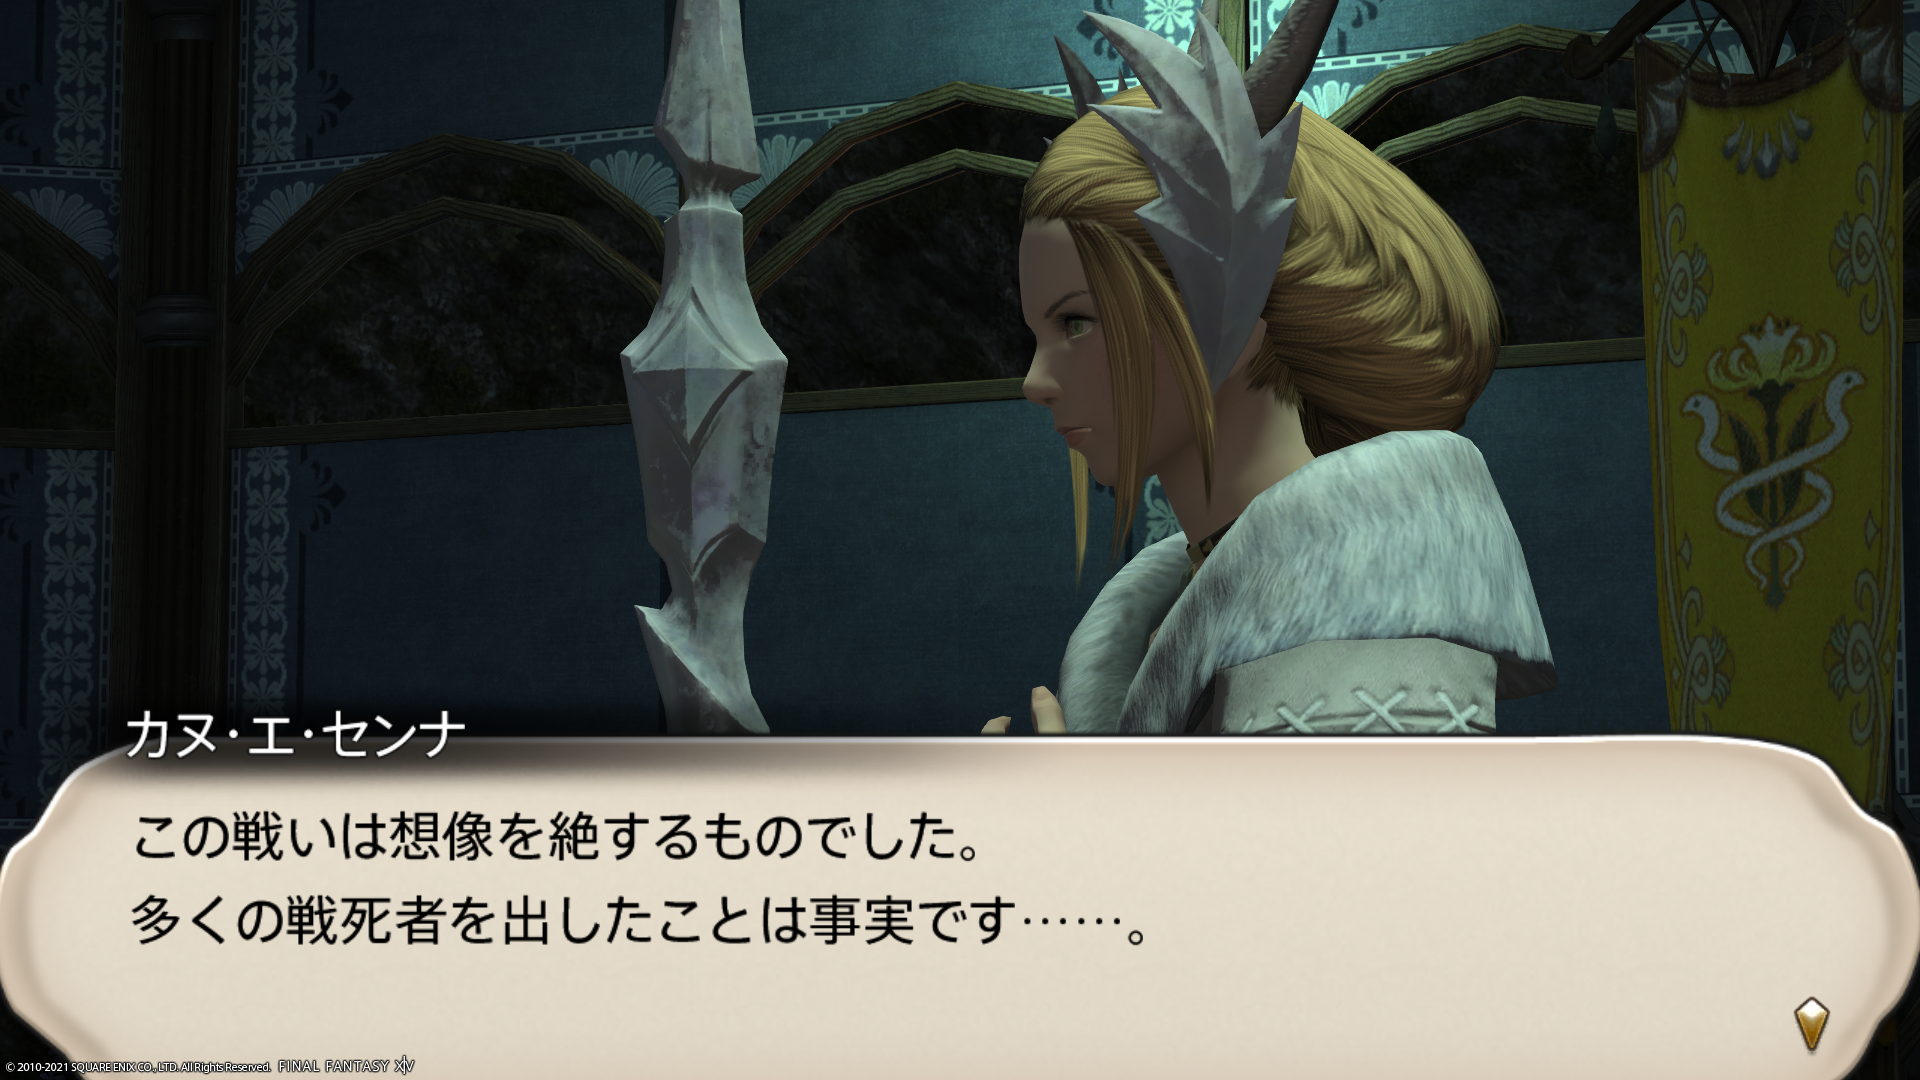 カヌ・エ・センナ
この戦いは想像を絶するものでした。
多くの戦死者を出したことは事実です……。
© 2010-2021 SQUARE ENIX CO., LTD. All Rights Reserved. FINAL FANTASY XIV